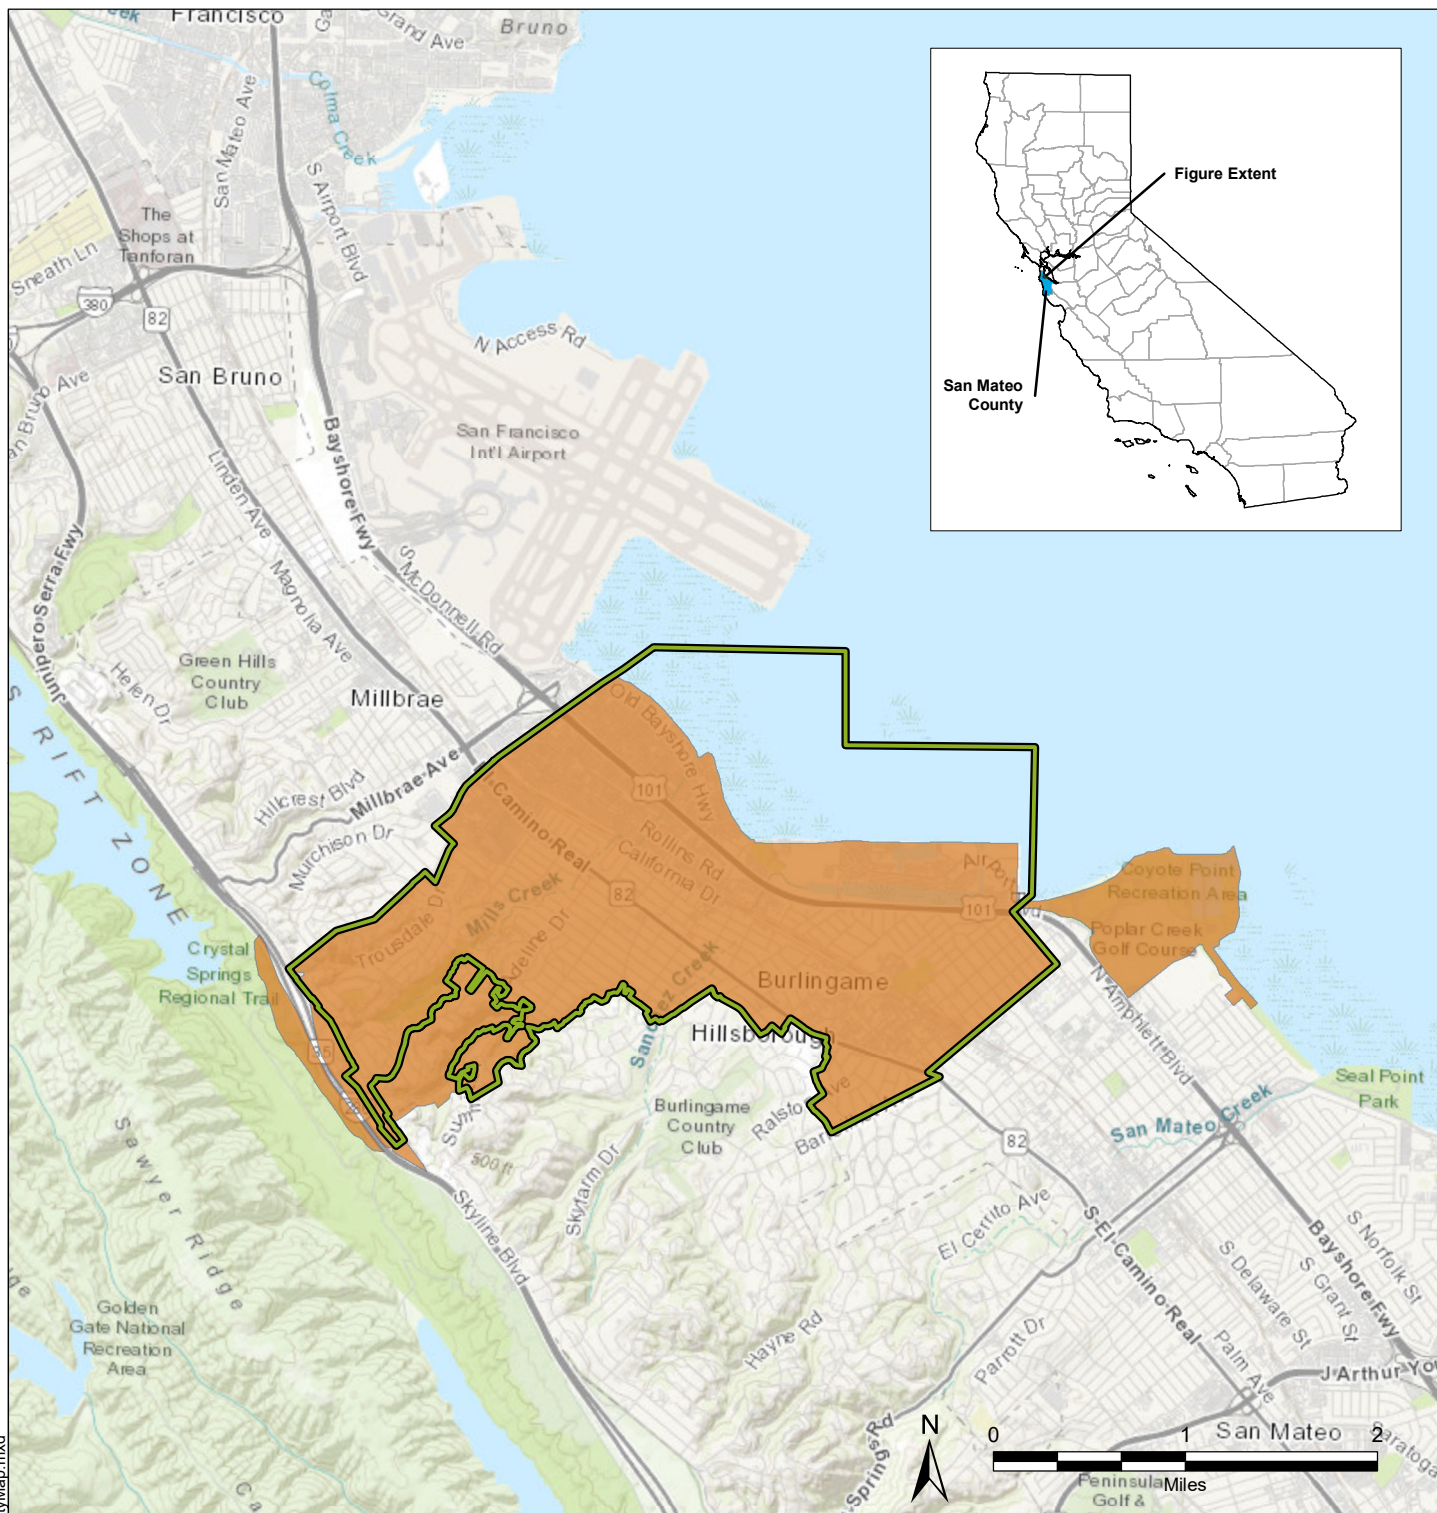 Francisco
Grand Ave
Bruno
Colma Creek
San Mateo Ave
S Airport Blvd
The
Shops at
Tanforan
Sneath Ln
380
82
N Access Rd
San Bruno
San Francisco
Int'l Airport
Bayshore Fwy
Linden Ave
Junipero Serra Fwy
S McDonnell Rd
Magnolia Ave
Green Hills
Country
Club
Helen Dr
Millbrae
Old Bayshore Hwy
Millbrae Ave
Hillcrest Blvd
Murchison Dr
El Camino Real
101
Rollins Rd
California Dr
82
Mills Creek
Adeline Dr
Trousdale Dr
Airport Blvd
101
Coyote Point
Recreation Area
Poplar Creek
Golf Course
S RIFT ZONE
Crystal
Springs
Regional Trail
Burlingame
Sanchez Creek
Hillsborough
N Amphlett Blvd
35
Seal Point
Park
San Mateo Creek
Burlingame
Country
Club
82
500 ft
Skyfarm Dr
Skyline Blvd
Sawyer Ridge
El Cerrito Ave
S El Camino Real
Bayshore Fwy
S Norfolk St
S Grant St
S Delaware St
Palm Ave
Golden
Gate National
Recreation
Area
Hayne Rd
Parrott Dr
San Mateo
Peninsula
Golf &
Figure Extent
San Mateo
County
N
0 1 2
Miles